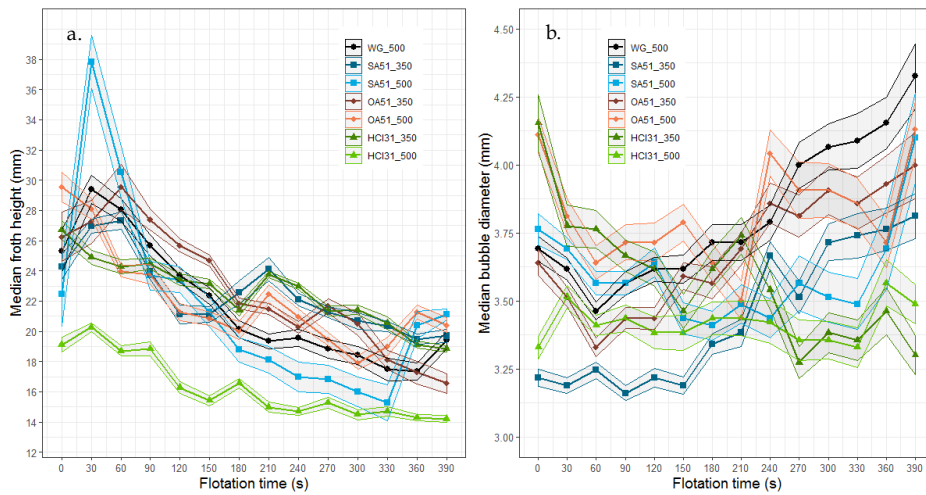 a.
WG_500
SA51_350
SA51_500
OA51_350
OA51_500
HCl31_350
HCl31_500
Median froth height (mm)
38
36
34
32
30
28
26
24
22
20
18
16
14
12
0 30 60 90 120 150 180 210 240 270 300 330 360 390
Flotation time (s)
b.
WG_500
SA51_350
SA51_500
OA51_350
OA51_500
HCl31_350
HCl31_500
Median bubble diameter (mm)
4.50
4.25
4.00
3.75
3.50
3.25
3.00
0 30 60 90 120 150 180 210 240 270 300 330 360 390
Flotation time (s)